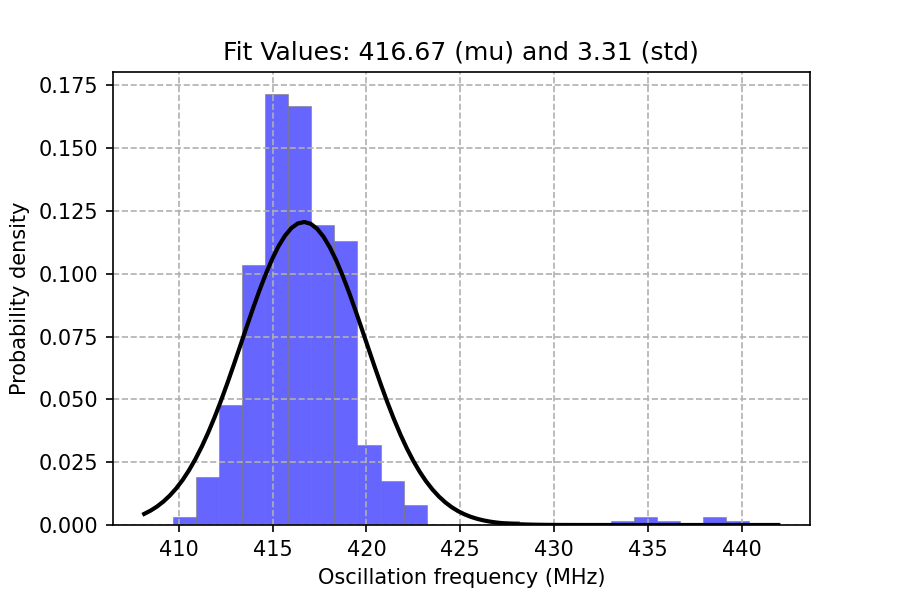 Fit Values: 416.67 (mu) and 3.31 (std)
Probability density
0.175
0.150
0.125
0.100
0.075
0.050
0.025
0.000
410 415 420 425 430 435 440
Oscillation frequency (MHz)